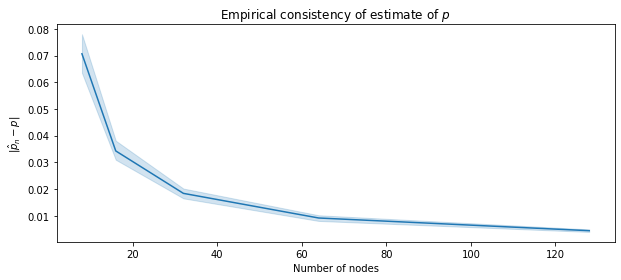 Empirical consistency of estimate of p
0.08
0.07
0.06
0.05
0.04
0.03
0.02
0.01
|p̂ₙ − p|
20 40 60 80 100 120
Number of nodes